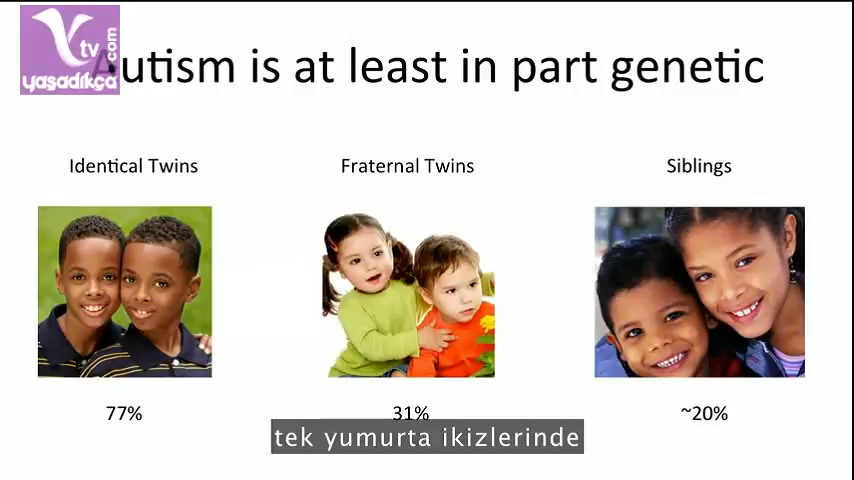 tv.com
yaşadıkça
Autism is at least in part genetic
Identical Twins
Fraternal Twins
Siblings
77%
31%
~20%
tek yumurta ikizlerinde